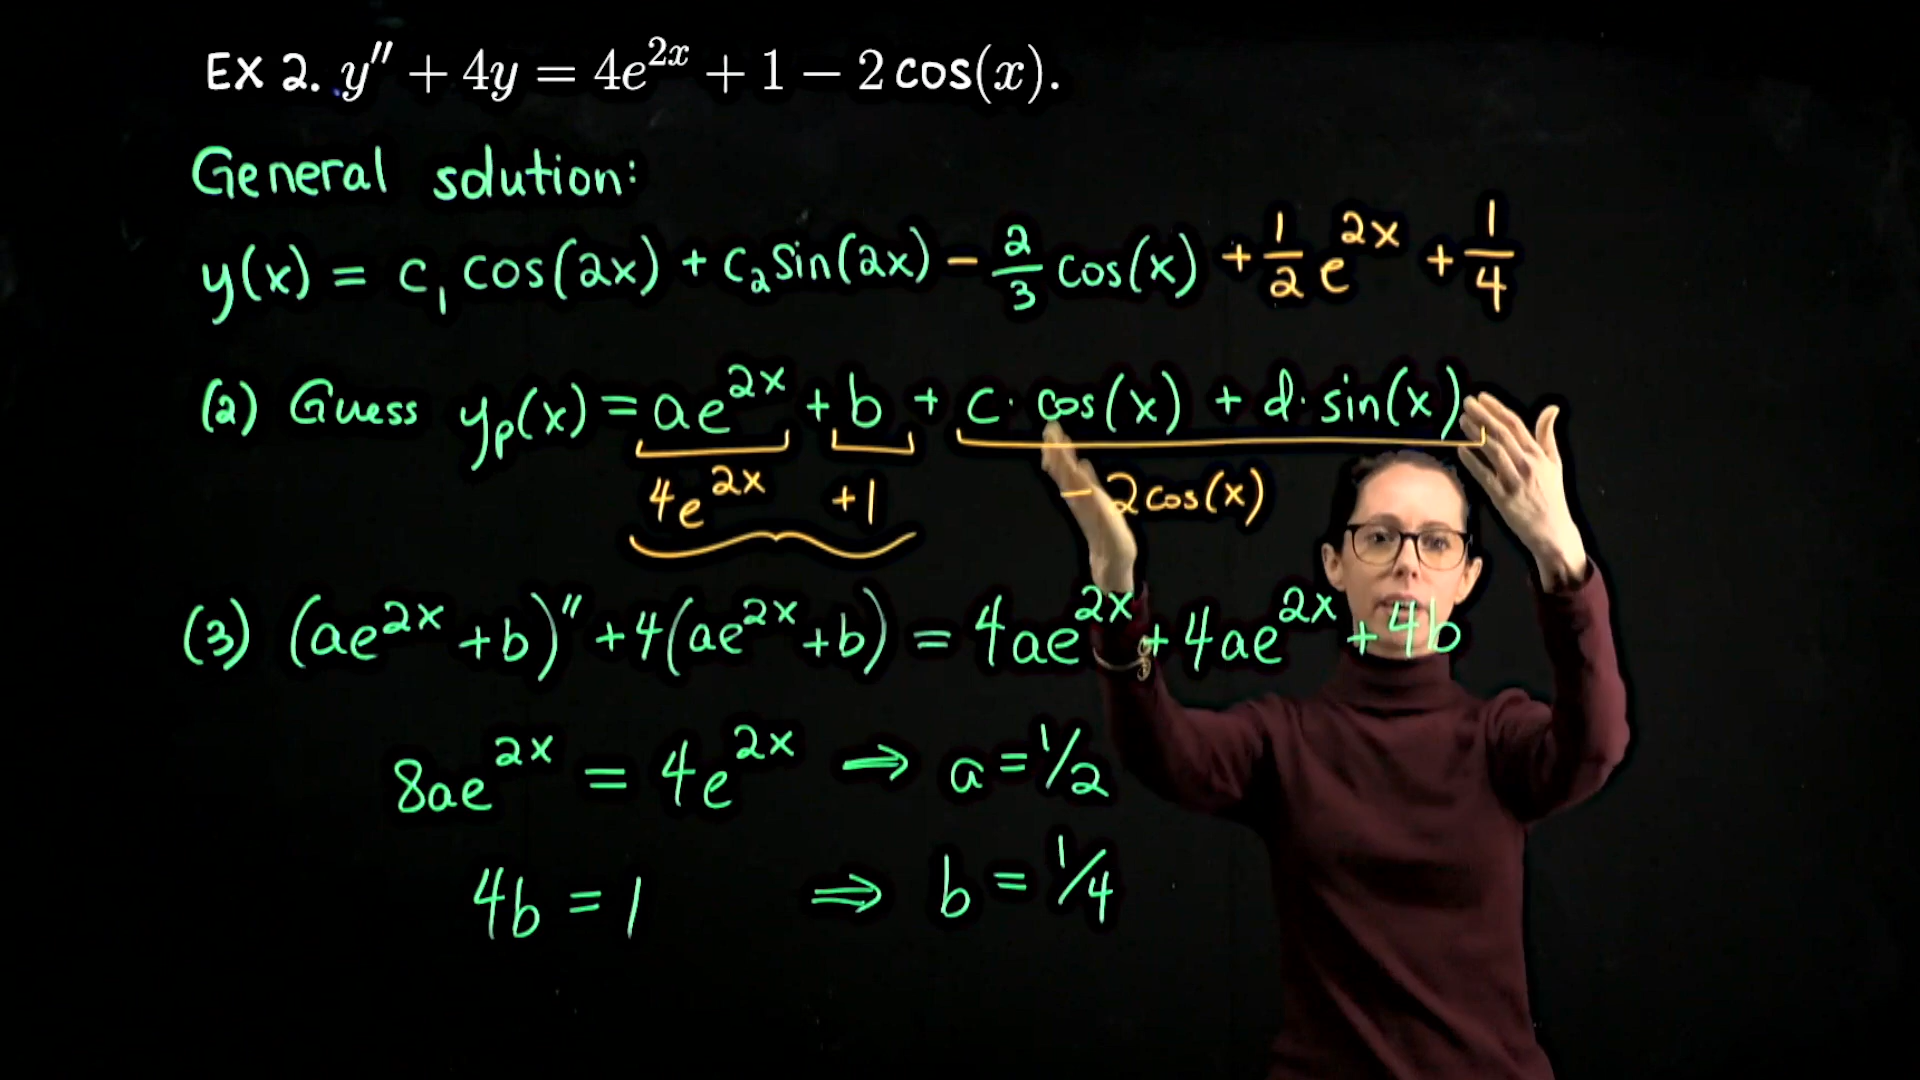 EX 2. y'' + 4y = 4e^{2x} + 1 − 2 cos(x).
General solution:
y(x) = c₁ cos(2x) + c₂ sin(2x) − 2/3 cos(x) + 1/2 e^{2x} + 1/4
(2) Guess y_p(x) = ae^{2x} + b + c· cos(x) + d· sin(x)
4e^{2x} +1 −2cos(x)
(3) (ae^{2x} + b)'' + 4(ae^{2x} + b) = 4ae^{2x} + 4ae^{2x} + 4b
8ae^{2x} = 4e^{2x} ⇒ a = 1/2
4b = 1 ⇒ b = 1/4